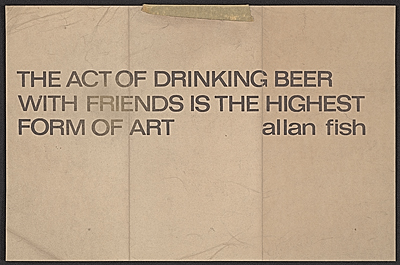 THE ACT OF DRINKING BEER
WITH FRIENDS IS THE HIGHEST
FORM OF ART allan fish